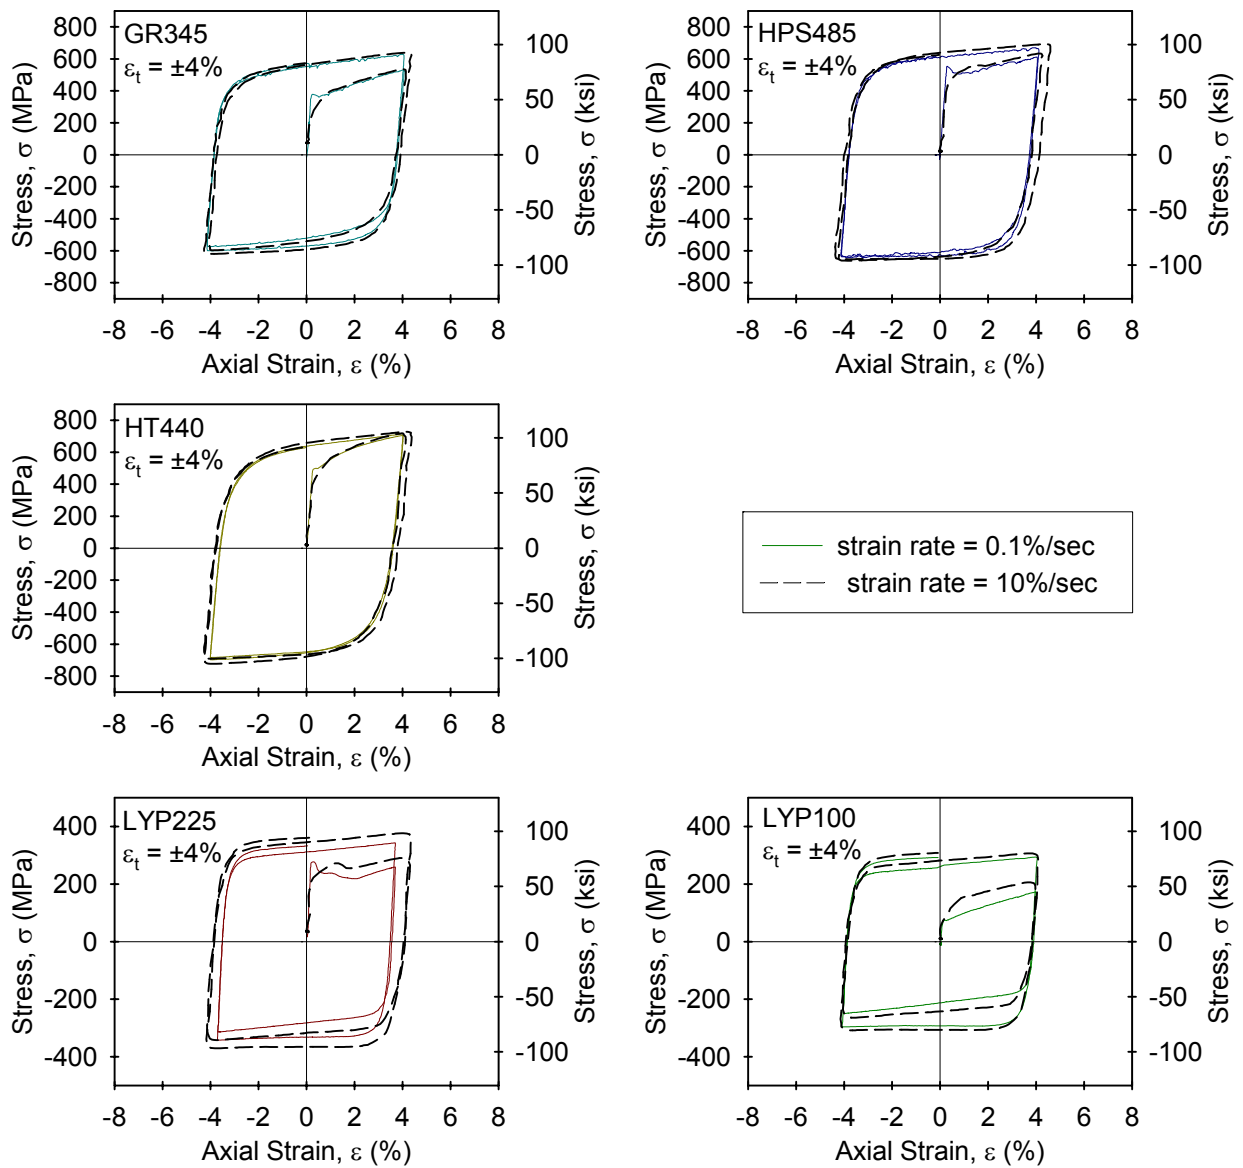 GR345
εt = ±4%
800
600
400
200
0
-200
-400
-600
-800
Stress, σ (MPa)
100
50
0
-50
-100
Stress, σ (ksi)
-8 -6 -4 -2 0 2 4 6 8
Axial Strain, ε (%)
HPS485
εt = ±4%
800
600
400
200
0
-200
-400
-600
-800
Stress, σ (MPa)
100
50
0
-50
-100
Stress, σ (ksi)
-8 -6 -4 -2 0 2 4 6 8
Axial Strain, ε (%)
HT440
εt = ±4%
800
600
400
200
0
-200
-400
-600
-800
Stress, σ (MPa)
100
50
0
-50
-100
Stress, σ (ksi)
-8 -6 -4 -2 0 2 4 6 8
Axial Strain, ε (%)
strain rate = 0.1%/sec
strain rate = 10%/sec
LYP225
εt = ±4%
400
200
0
-200
-400
Stress, σ (MPa)
100
50
0
-50
-100
Stress, σ (ksi)
-8 -6 -4 -2 0 2 4 6 8
Axial Strain, ε (%)
LYP100
εt = ±4%
400
200
0
-200
-400
Stress, σ (MPa)
100
50
0
-50
-100
Stress, σ (ksi)
-8 -6 -4 -2 0 2 4 6 8
Axial Strain, ε (%)